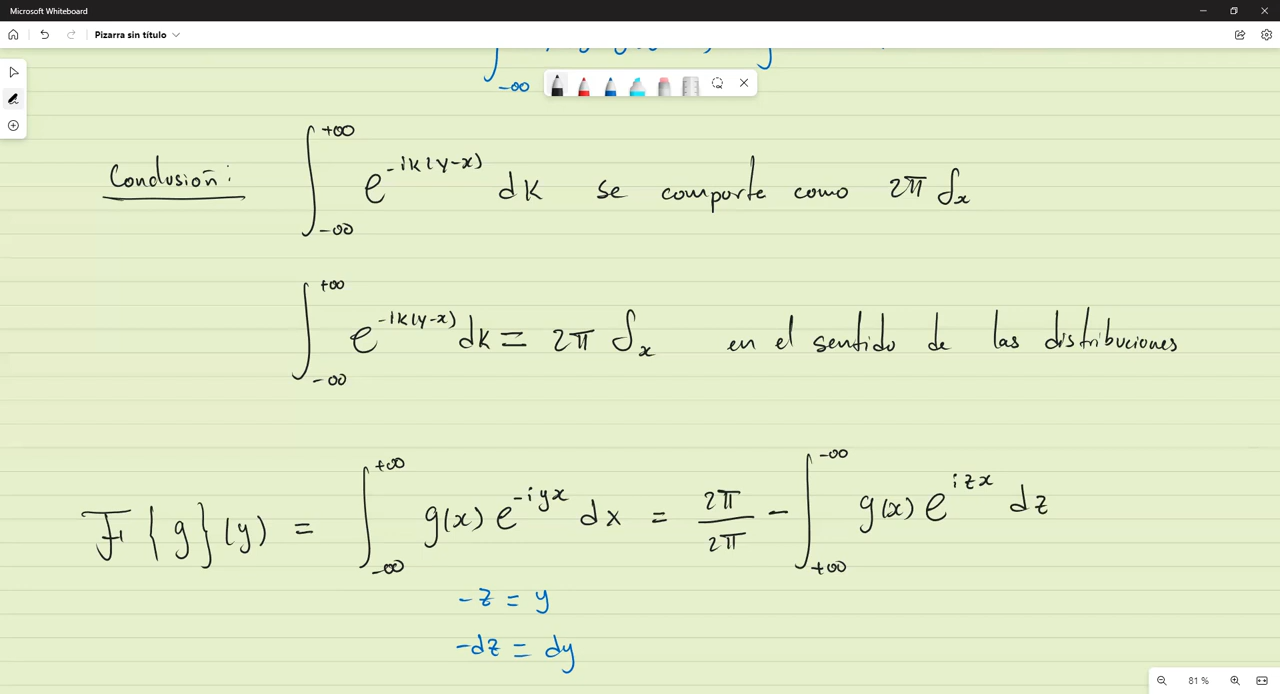 Microsoft Whiteboard
Pizarra sin título
-∞
Conclusión: ∫_{-∞}^{+∞} e^{-ik(y-x)} dk se comporte como 2π δ_x
∫_{-∞}^{+∞} e^{-ik(y-x)} dk = 2π δ_x en el sentido de las distribuciones
F{g}(y) = ∫_{-∞}^{+∞} g(x) e^{-iyx} dx = 2π/2π - ∫_{+∞}^{-∞} g(x) e^{izx} dz
-z = y
-dz = dy
81 %